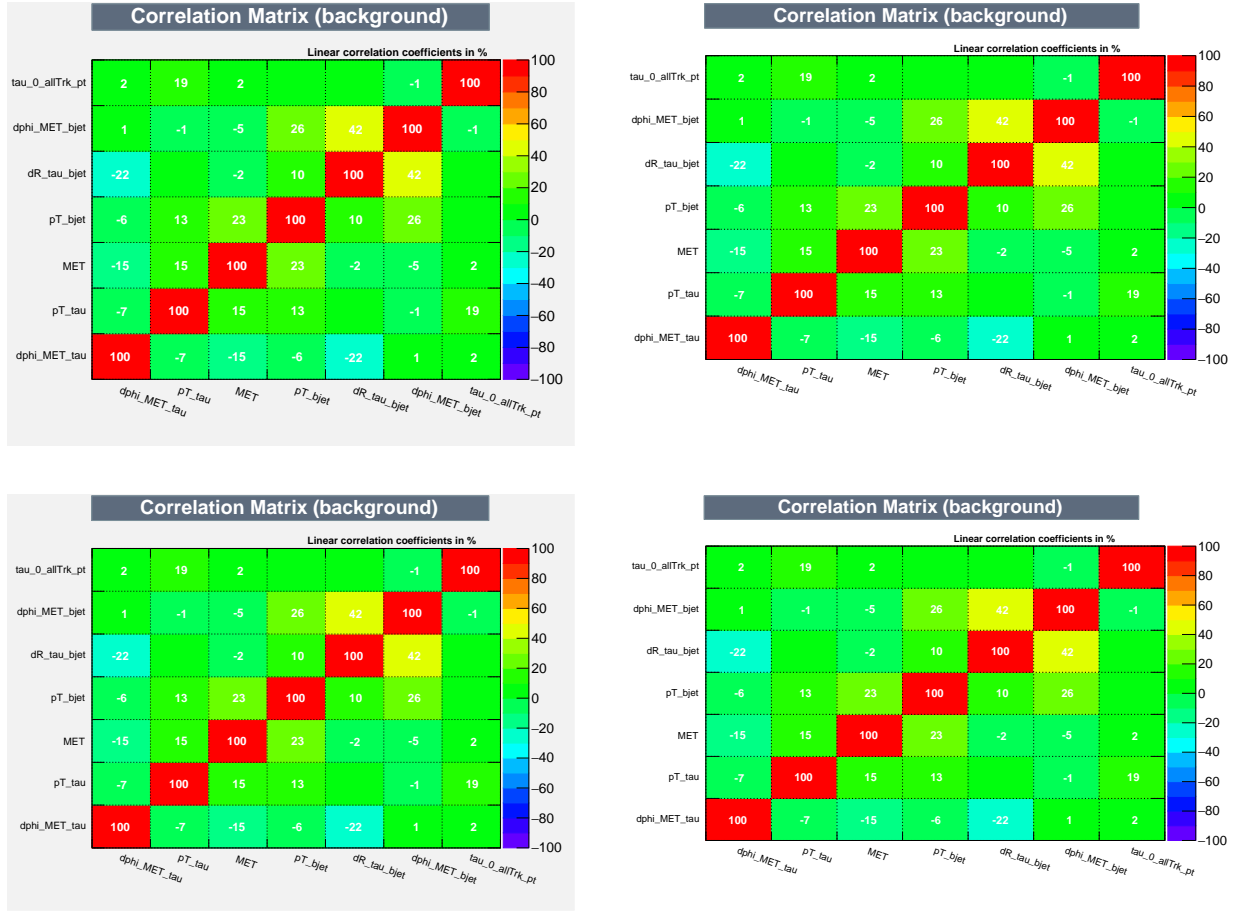 Correlation Matrix (background)
Linear correlation coefficients in %
tau_0_allTrk_pt 2 19 2 -1 100 100
dphi_MET_bjet 1 -1 -5 26 42 100 -1 80
60
dR_tau_bjet -22 -2 10 100 42 40
20
pT_bjet -6 13 23 100 10 26 0
MET -15 15 100 23 -2 -5 2 −20
−40
pT_tau -7 100 15 13 -1 19 −60
dphi_MET_tau 100 -7 -15 -6 -22 1 2 −80
−100
dphi_MET_tau pT_tau MET pT_bjet dR_tau_bjet dphi_MET_bjet tau_0_allTrk_pt
Correlation Matrix (background)
Linear correlation coefficients in %
tau_0_allTrk_pt 2 19 2 -1 100 100
dphi_MET_bjet 1 -1 -5 26 42 100 -1 80
60
dR_tau_bjet -22 -2 10 100 42 40
20
pT_bjet -6 13 23 100 10 26 0
MET -15 15 100 23 -2 -5 2 −20
−40
pT_tau -7 100 15 13 -1 19 −60
dphi_MET_tau 100 -7 -15 -6 -22 1 2 −80
−100
dphi_MET_tau pT_tau MET pT_bjet dR_tau_bjet dphi_MET_bjet tau_0_allTrk_pt
Correlation Matrix (background)
Linear correlation coefficients in %
tau_0_allTrk_pt 2 19 2 -1 100 100
dphi_MET_bjet 1 -1 -5 26 42 100 -1 80
60
dR_tau_bjet -22 -2 10 100 42 40
20
pT_bjet -6 13 23 100 10 26 0
MET -15 15 100 23 -2 -5 2 −20
−40
pT_tau -7 100 15 13 -1 19 −60
dphi_MET_tau 100 -7 -15 -6 -22 1 2 −80
−100
dphi_MET_tau pT_tau MET pT_bjet dR_tau_bjet dphi_MET_bjet tau_0_allTrk_pt
Correlation Matrix (background)
Linear correlation coefficients in %
tau_0_allTrk_pt 2 19 2 -1 100 100
dphi_MET_bjet 1 -1 -5 26 42 100 -1 80
60
dR_tau_bjet -22 -2 10 100 42 40
20
pT_bjet -6 13 23 100 10 26 0
MET -15 15 100 23 -2 -5 2 −20
−40
pT_tau -7 100 15 13 -1 19 −60
dphi_MET_tau 100 -7 -15 -6 -22 1 2 −80
−100
dphi_MET_tau pT_tau MET pT_bjet dR_tau_bjet dphi_MET_bjet tau_0_allTrk_pt